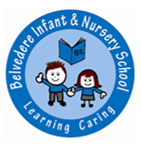 Belvedere Infant & Nursery School
Learning Caring